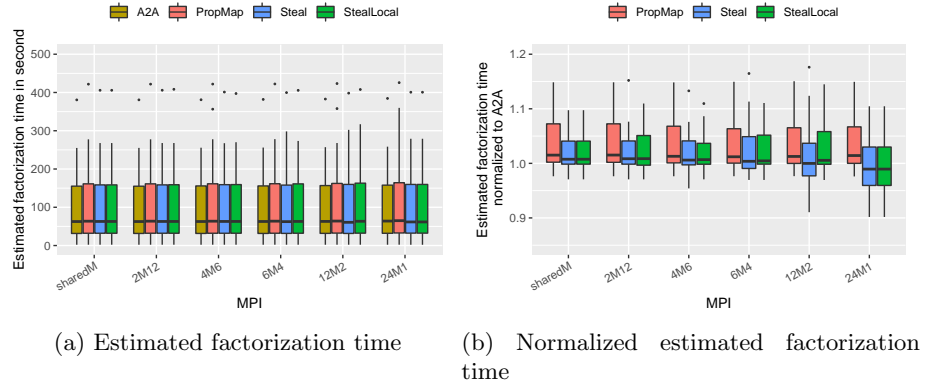 A2A PropMap Steal StealLocal
Estimated factorization time in second
500
400
300
200
100
0
sharedM 2M12 4M6 6M4 12M2 24M1
MPI
(a) Estimated factorization time
PropMap Steal StealLocal
Estimated factorization time
normalized to A2A
1.2
1.1
1.0
0.9
sharedM 2M12 4M6 6M4 12M2 24M1
MPI
(b) Normalized estimated factorization
time